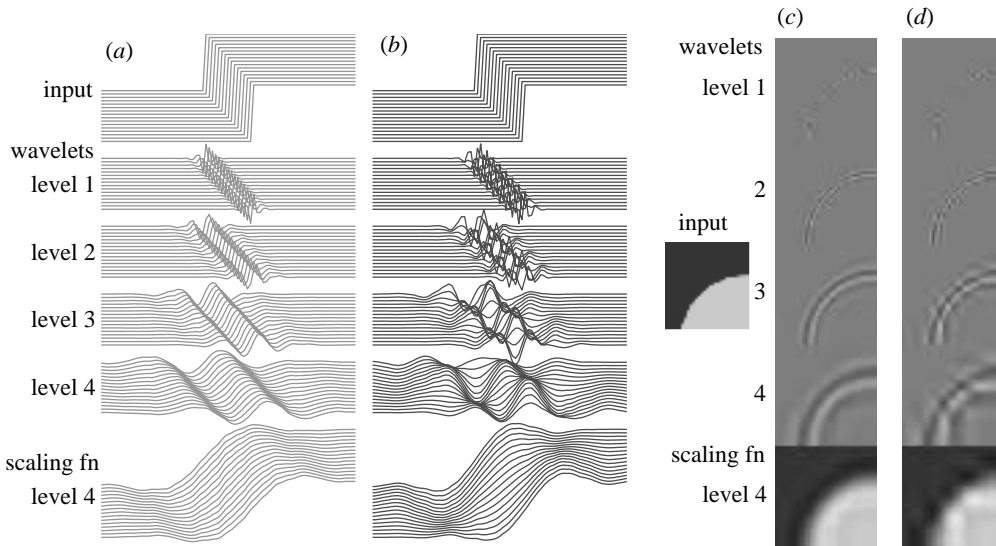 (a)
(b)
input
wavelets
level 1
level 2
level 3
level 4
scaling fn
level 4
(c)
(d)
wavelets
level 1
2
input
3
4
scaling fn
level 4